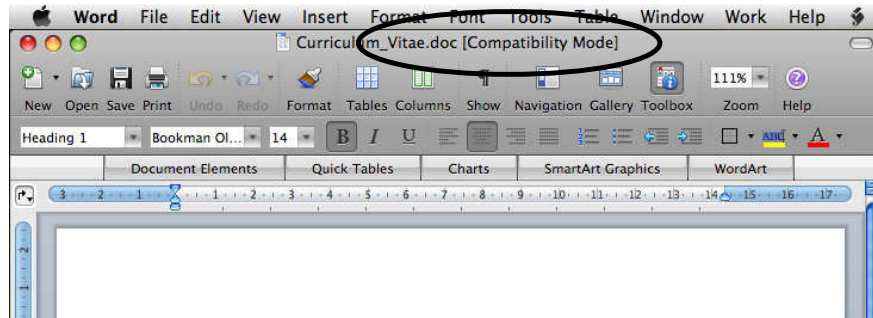 Word File Edit View Insert Format Font Tools Table Window Work Help
Curriculum_Vitae.doc [Compatibility Mode]
111%
New Open Save Print Undo Redo Format Tables Columns Show Navigation Gallery Toolbox Zoom Help
Heading 1 Bookman Ol... 14 B I U ABC A
Document Elements Quick Tables Charts SmartArt Graphics WordArt
3 2 1 1 2 3 4 5 6 7 8 9 10 11 12 13 14 15 16 17
2
1